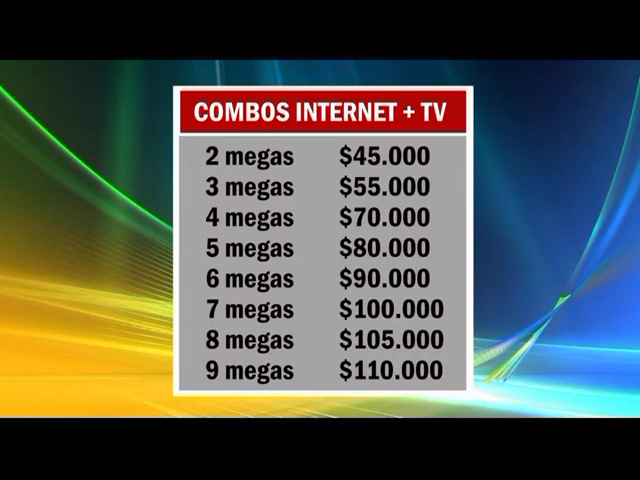 COMBOS INTERNET + TV
2 megas $45.000
3 megas $55.000
4 megas $70.000
5 megas $80.000
6 megas $90.000
7 megas $100.000
8 megas $105.000
9 megas $110.000